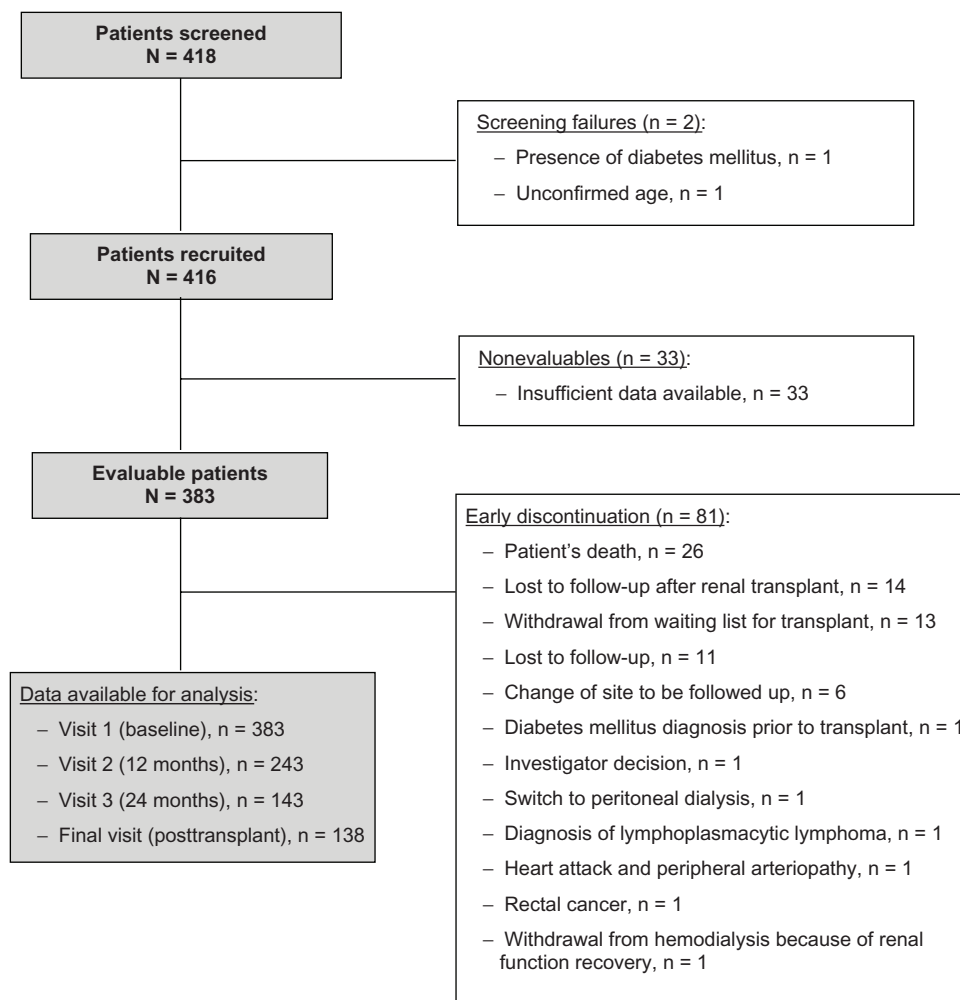 Patients screened
N = 418
Screening failures (n = 2):
– Presence of diabetes mellitus, n = 1
– Unconfirmed age, n = 1
Patients recruited
N = 416
Nonevaluables (n = 33):
– Insufficient data available, n = 33
Evaluable patients
N = 383
Early discontinuation (n = 81):
– Patient's death, n = 26
– Lost to follow-up after renal transplant, n = 14
– Withdrawal from waiting list for transplant, n = 13
– Lost to follow-up, n = 11
– Change of site to be followed up, n = 6
– Diabetes mellitus diagnosis prior to transplant, n = 1
– Investigator decision, n = 1
– Switch to peritoneal dialysis, n = 1
– Diagnosis of lymphoplasmacytic lymphoma, n = 1
– Heart attack and peripheral arteriopathy, n = 1
– Rectal cancer, n = 1
– Withdrawal from hemodialysis because of renal
function recovery, n = 1
Data available for analysis:
– Visit 1 (baseline), n = 383
– Visit 2 (12 months), n = 243
– Visit 3 (24 months), n = 143
– Final visit (posttransplant), n = 138